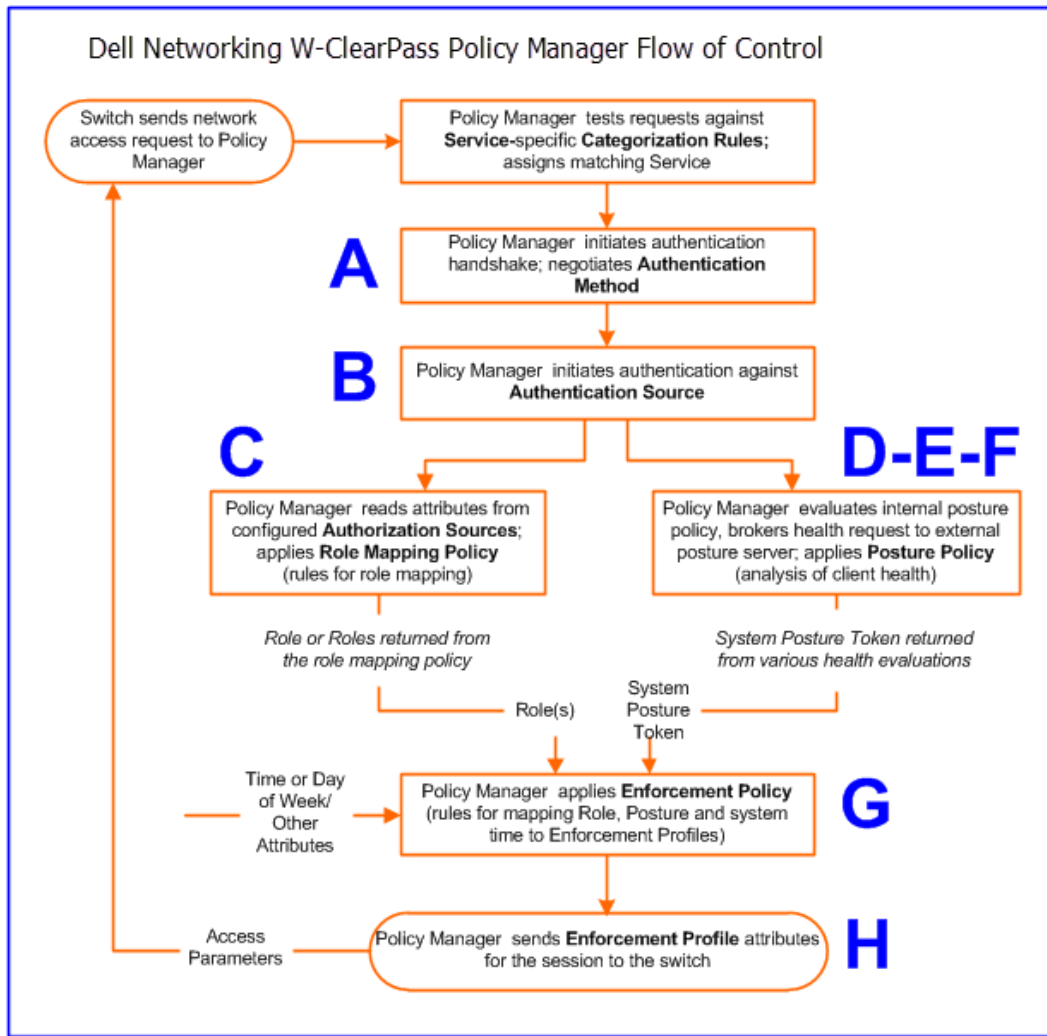 Dell Networking W-ClearPass Policy Manager Flow of Control
Switch sends network
access request to Policy
Manager
Policy Manager tests requests against
Service-specific Categorization Rules;
assigns matching Service
A
Policy Manager initiates authentication
handshake; negotiates Authentication
Method
B
Policy Manager initiates authentication against
Authentication Source
C
Policy Manager reads attributes from
configured Authorization Sources;
applies Role Mapping Policy
(rules for role mapping)
D-E-F
Policy Manager evaluates internal posture
policy, brokers health request to external
posture server; applies Posture Policy
(analysis of client health)
Role or Roles returned from
the role mapping policy
System Posture Token returned
from various health evaluations
Role(s)
System
Posture
Token
Time or Day
of Week/
Other
Attributes
Policy Manager applies Enforcement Policy
(rules for mapping Role, Posture and system
time to Enforcement Profiles)
G
Access
Parameters
Policy Manager sends Enforcement Profile attributes
for the session to the switch
H